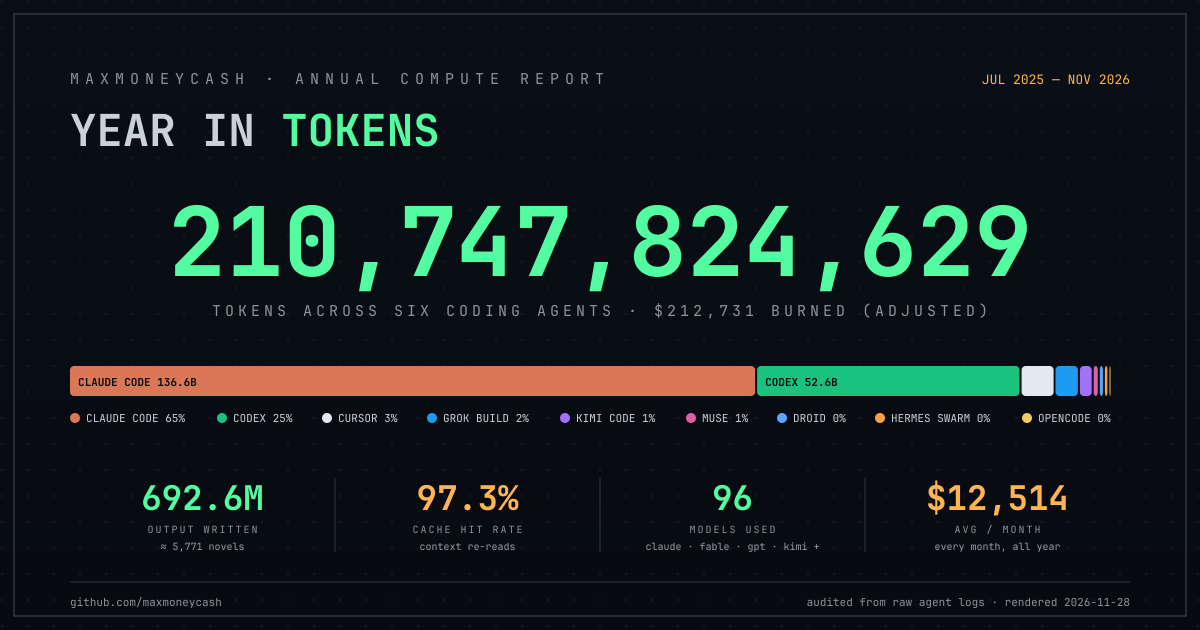 MAXMONEYCASH · ANNUAL COMPUTE REPORT
JUL 2025 — NOV 2026
YEAR IN TOKENS
210,747,824,629
TOKENS ACROSS SIX CODING AGENTS · $212,731 BURNED (ADJUSTED)
CLAUDE CODE 136.6B
CODEX 52.6B
CLAUDE CODE 65%
CODEX 25%
CURSOR 3%
GROK BUILD 2%
KIMI CODE 1%
MUSE 1%
DROID 0%
HERMES SWARM 0%
OPENCODE 0%
692.6M
OUTPUT WRITTEN
≈ 5,771 novels
97.3%
CACHE HIT RATE
context re-reads
96
MODELS USED
claude · fable · gpt · kimi +
$12,514
AVG / MONTH
every month, all year
github.com/maxmoneycash
audited from raw agent logs · rendered 2026-11-28